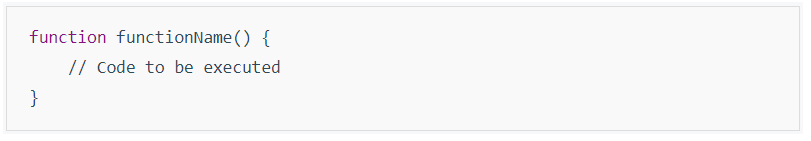 function functionName() {
    // Code to be executed
}